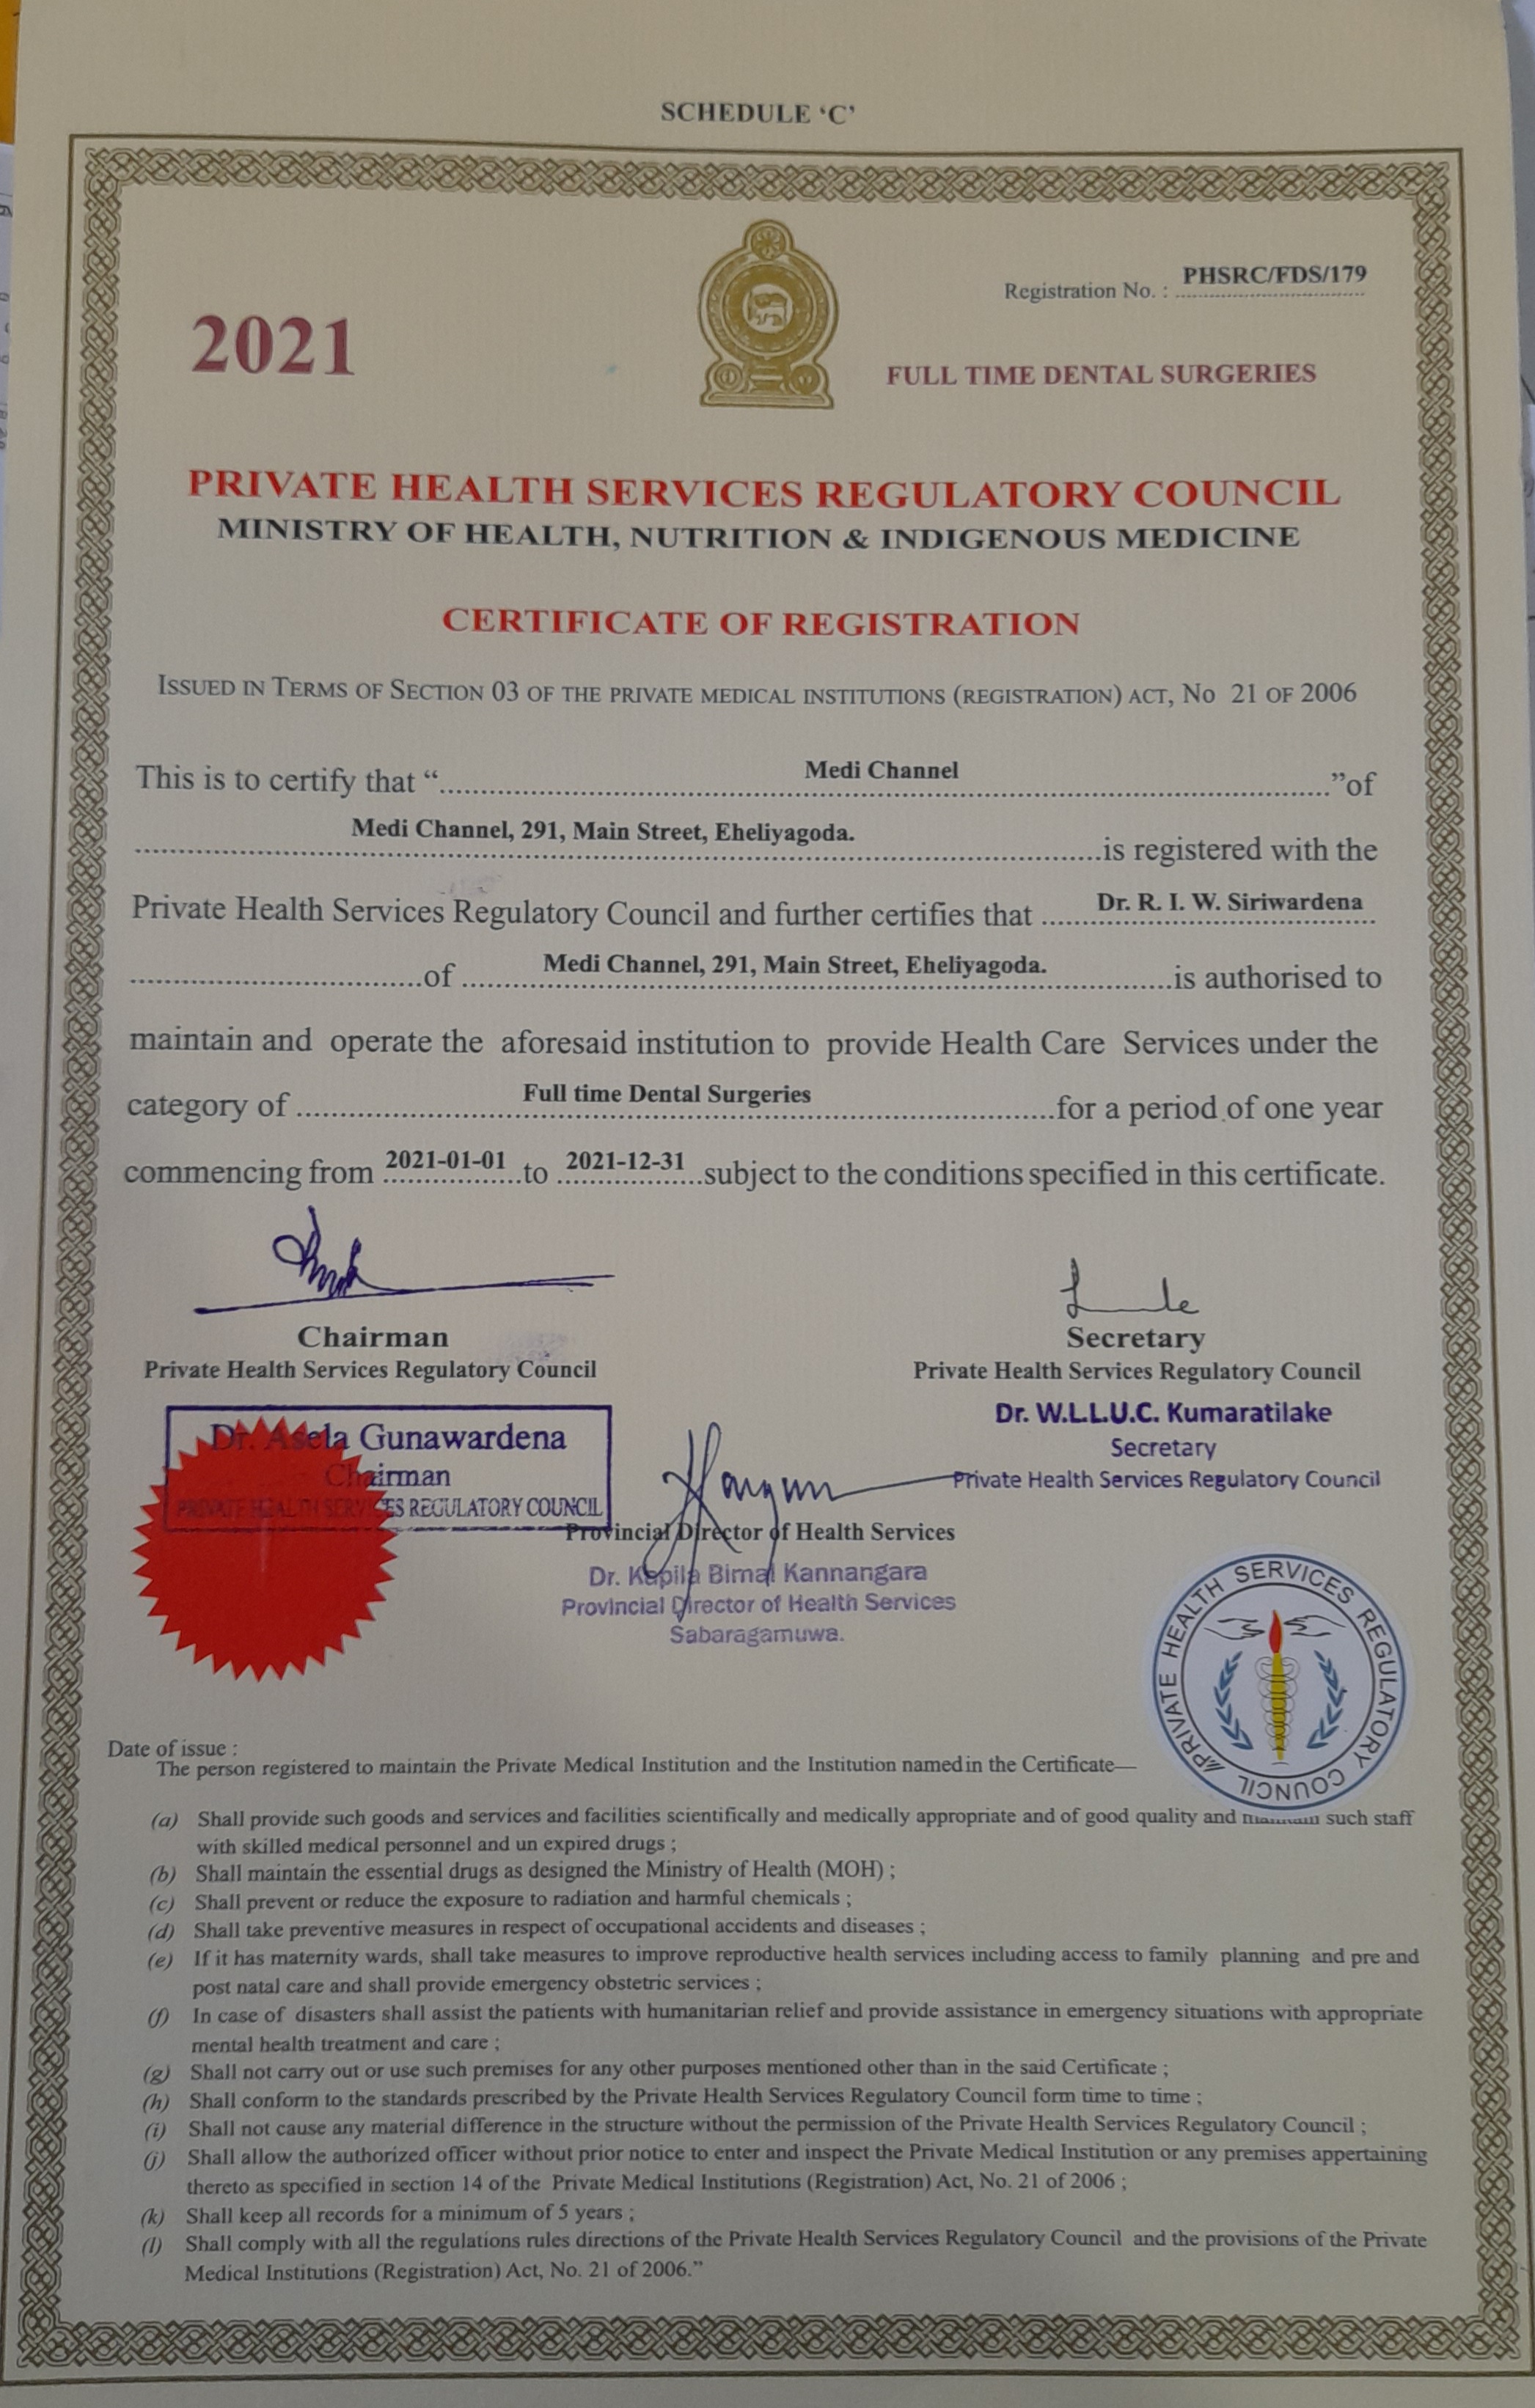 SCHEDULE ‘C’
Registration No. : PHSRC/FDS/179
2021
FULL TIME DENTAL SURGERIES
PRIVATE HEALTH SERVICES REGULATORY COUNCIL
MINISTRY OF HEALTH, NUTRITION & INDIGENOUS MEDICINE
CERTIFICATE OF REGISTRATION
ISSUED IN TERMS OF SECTION 03 OF THE PRIVATE MEDICAL INSTITUTIONS (REGISTRATION) ACT, No 21 OF 2006
This is to certify that “ Medi Channel ”of
Medi Channel, 291, Main Street, Eheliyagoda. is registered with the
Private Health Services Regulatory Council and further certifies that Dr. R. I. W. Siriwardena
of Medi Channel, 291, Main Street, Eheliyagoda. is authorised to
maintain and operate the aforesaid institution to provide Health Care Services under the
category of Full time Dental Surgeries for a period of one year
commencing from 2021-01-01 to 2021-12-31 subject to the conditions specified in this certificate.
Chairman
Private Health Services Regulatory Council
Dr. Asela Gunawardena
Chairman
PRIVATE HEALTH SERVICES REGULATORY COUNCIL
Secretary
Private Health Services Regulatory Council
Dr. W.L.L.U.C. Kumaratilake
Secretary
Private Health Services Regulatory Council
Provincial Director of Health Services
Dr. Kapila Bimal Kannangara
Provincial Director of Health Services
Sabaragamuwa.
PRIVATE HEALTH SERVICES REGULATORY COUNCIL
Date of issue :
The person registered to maintain the Private Medical Institution and the Institution named in the Certificate—
(a) Shall provide such goods and services and facilities scientifically and medically appropriate and of good quality and maintain such staff
with skilled medical personnel and un expired drugs ;
(b) Shall maintain the essential drugs as designed the Ministry of Health (MOH) ;
(c) Shall prevent or reduce the exposure to radiation and harmful chemicals ;
(d) Shall take preventive measures in respect of occupational accidents and diseases ;
(e) If it has maternity wards, shall take measures to improve reproductive health services including access to family planning and pre and
post natal care and shall provide emergency obstetric services ;
(f) In case of disasters shall assist the patients with humanitarian relief and provide assistance in emergency situations with appropriate
mental health treatment and care ;
(g) Shall not carry out or use such premises for any other purposes mentioned other than in the said Certificate ;
(h) Shall conform to the standards prescribed by the Private Health Services Regulatory Council form time to time ;
(i) Shall not cause any material difference in the structure without the permission of the Private Health Services Regulatory Council ;
(j) Shall allow the authorized officer without prior notice to enter and inspect the Private Medical Institution or any premises appertaining
thereto as specified in section 14 of the Private Medical Institutions (Registration) Act, No. 21 of 2006 ;
(k) Shall keep all records for a minimum of 5 years ;
(l) Shall comply with all the regulations rules directions of the Private Health Services Regulatory Council and the provisions of the Private
Medical Institutions (Registration) Act, No. 21 of 2006.”